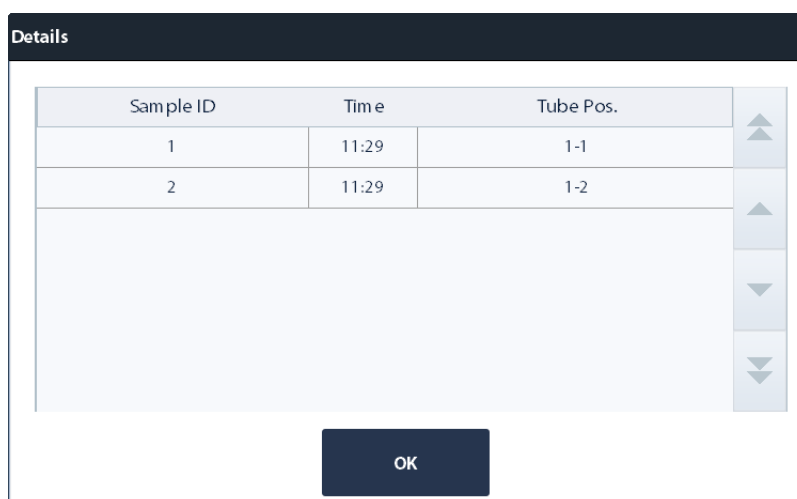 Details
Sample ID Time Tube Pos.
1 11:29 1-1
2 11:29 1-2
OK